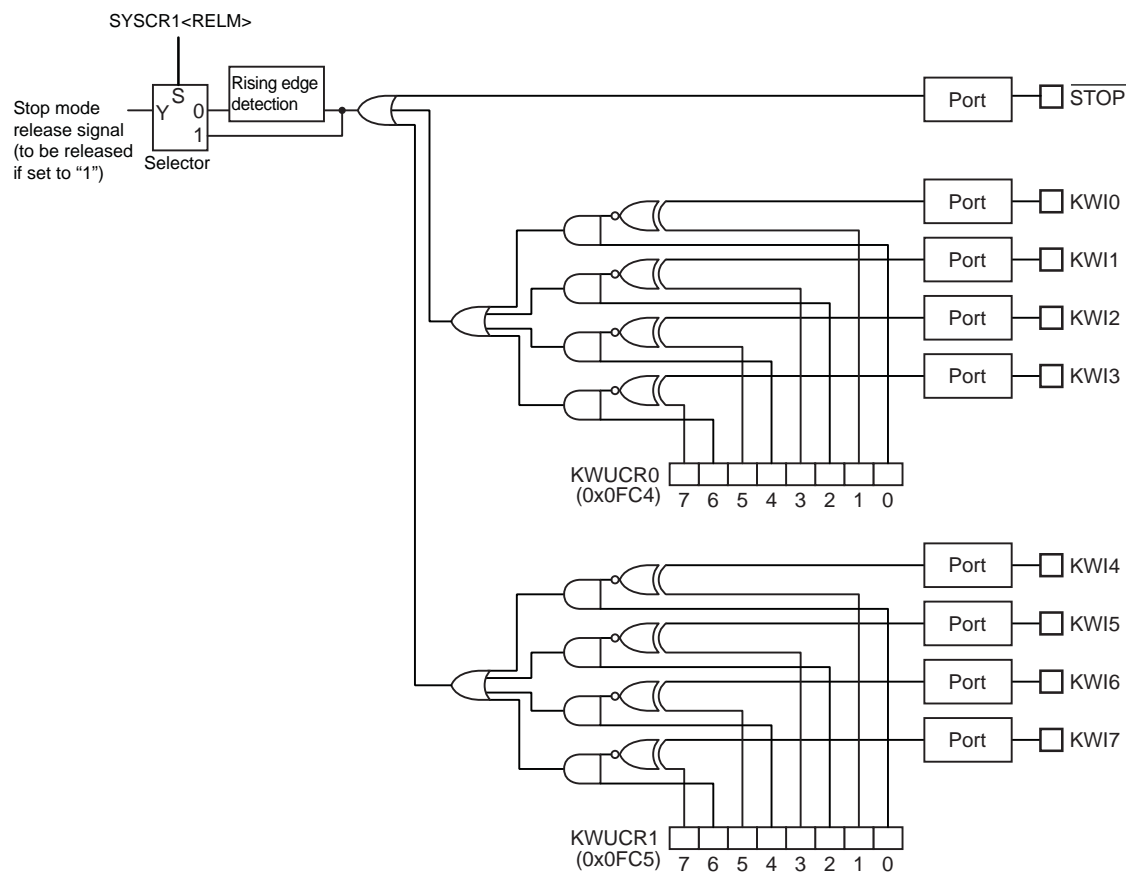 SYSCR1<RELM>
Stop mode
release signal
(to be released
if set to “1”)
Y
S
0
1
Selector
Rising edge
detection
Port
STOP
Port
KWI0
Port
KWI1
Port
KWI2
Port
KWI3
KWUCR0
(0x0FC4)
7 6 5 4 3 2 1 0
Port
KWI4
Port
KWI5
Port
KWI6
Port
KWI7
KWUCR1
(0x0FC5)
7 6 5 4 3 2 1 0